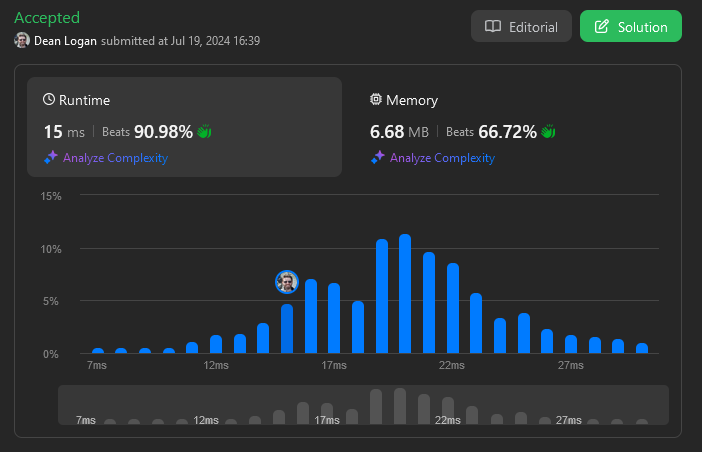 Accepted
Dean Logan submitted at Jul 19, 2024 16:39
Editorial
Solution
Runtime
15 ms | Beats 90.98%
Analyze Complexity
Memory
6.68 MB | Beats 66.72%
Analyze Complexity
15%
10%
5%
0%
7ms 12ms 17ms 22ms 27ms
7ms 12ms 17ms 22ms 27ms